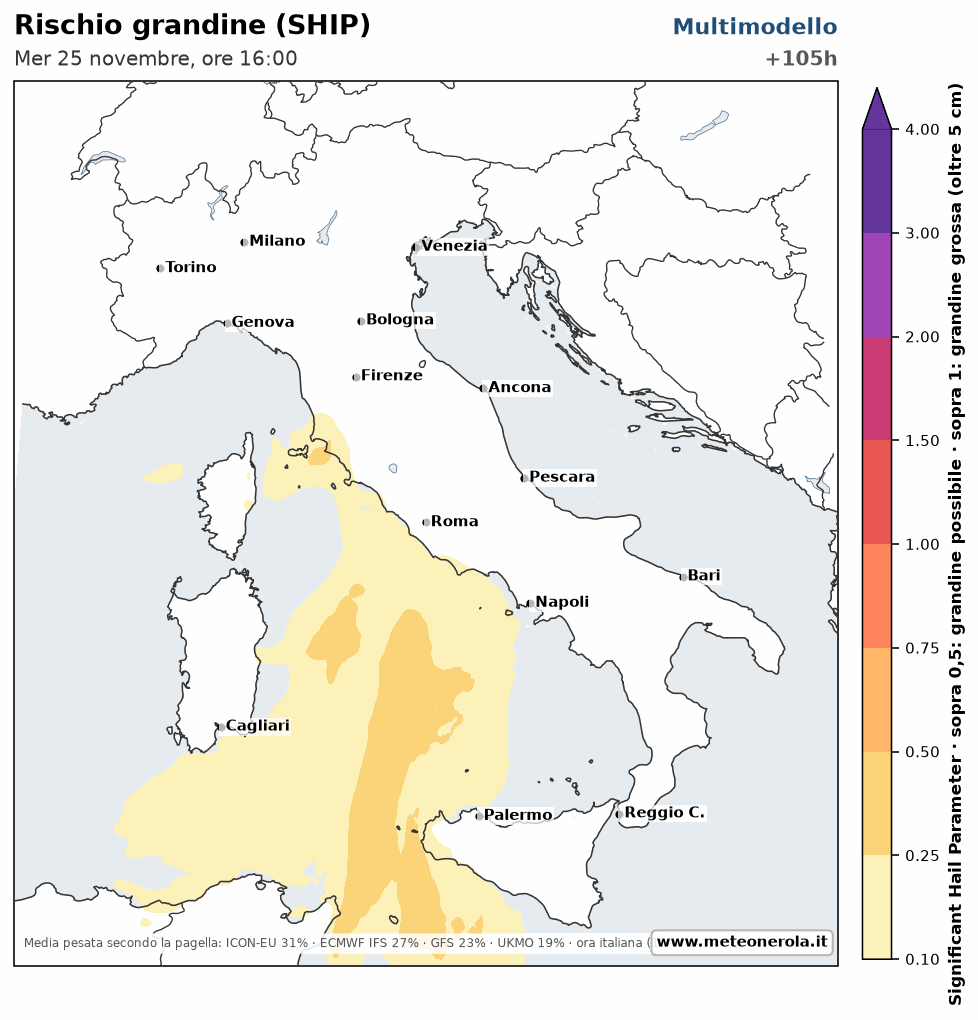 Rischio grandine (SHIP)
Multimodello
Mer 25 novembre, ore 16:00
+105h
Milano
Venezia
Torino
Genova
Bologna
Firenze
Ancona
Pescara
Roma
Bari
Napoli
Cagliari
Palermo
Reggio C.
Media pesata secondo la pagella: ICON-EU 31% · ECMWF IFS 27% · GFS 23% · UKMO 19% · ora italiana (
www.meteonerola.it
4.00
3.00
2.00
1.50
1.00
0.75
0.50
0.25
0.10
Significant Hail Parameter · sopra 0,5: grandine possibile · sopra 1: grandine grossa (oltre 5 cm)